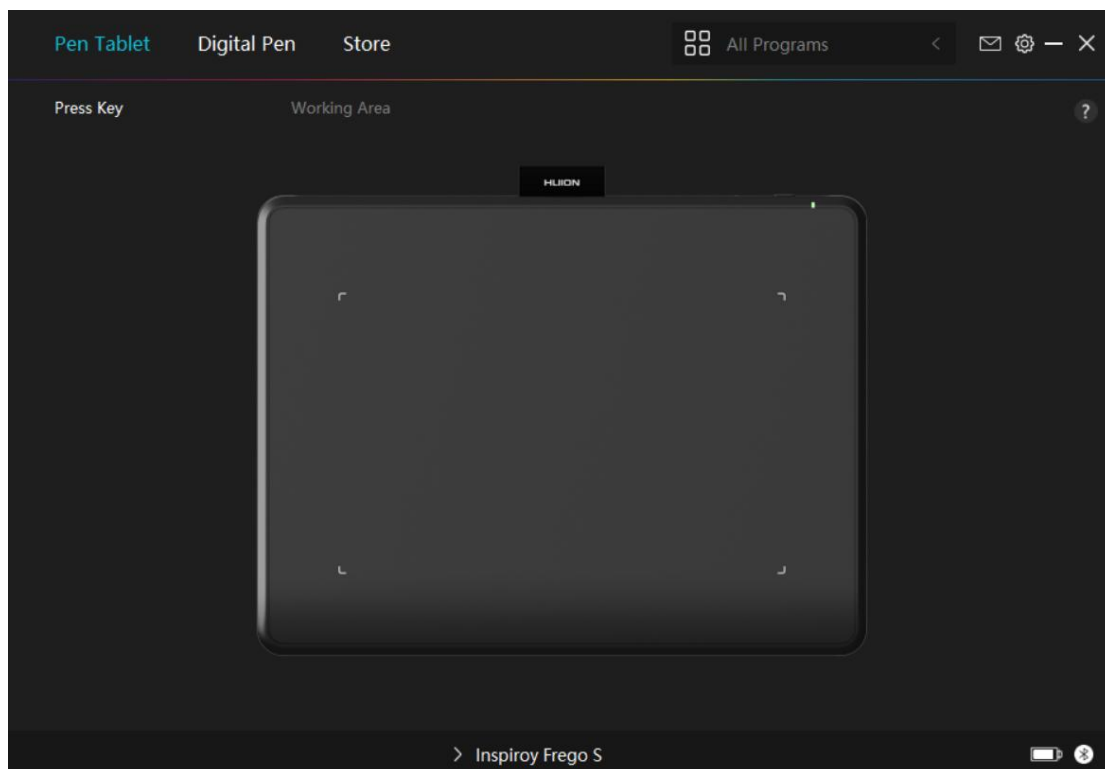 Pen Tablet Digital Pen Store All Programs
Press Key Working Area ?
HUION
Inspiroy Frego S